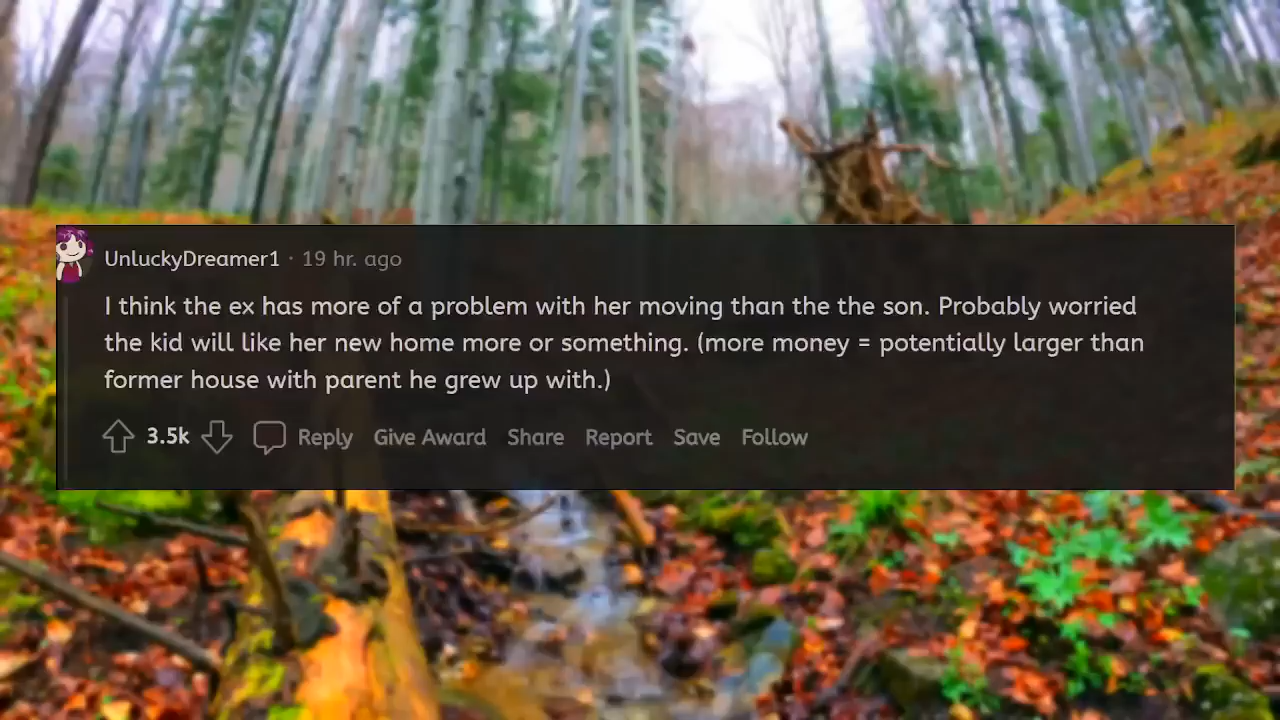 UnluckyDreamer1 · 19 hr. ago
I think the ex has more of a problem with her moving than the the son. Probably worried
the kid will like her new home more or something. (more money = potentially larger than
former house with parent he grew up with.)
3.5k Reply Give Award Share Report Save Follow